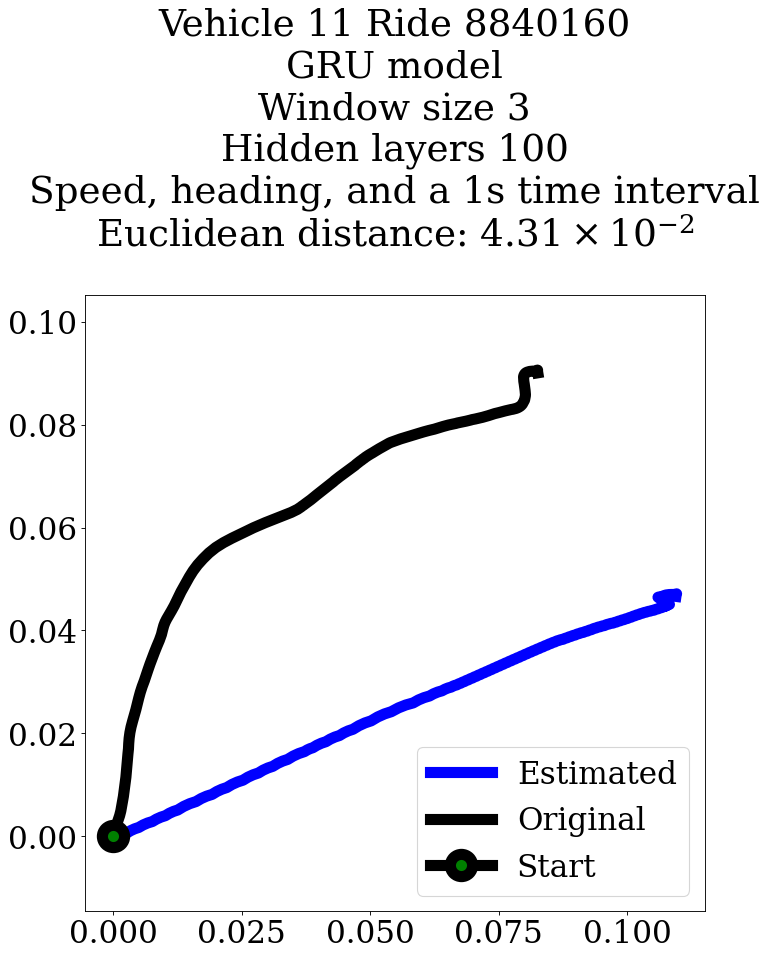 Vehicle 11 Ride 8840160
GRU model
Window size 3
Hidden layers 100
Speed, heading, and a 1s time interval
Euclidean distance: 4.31 × 10⁻²
0.10
0.08
0.06
0.04
0.02
0.00
Estimated
Original
Start
0.000 0.025 0.050 0.075 0.100